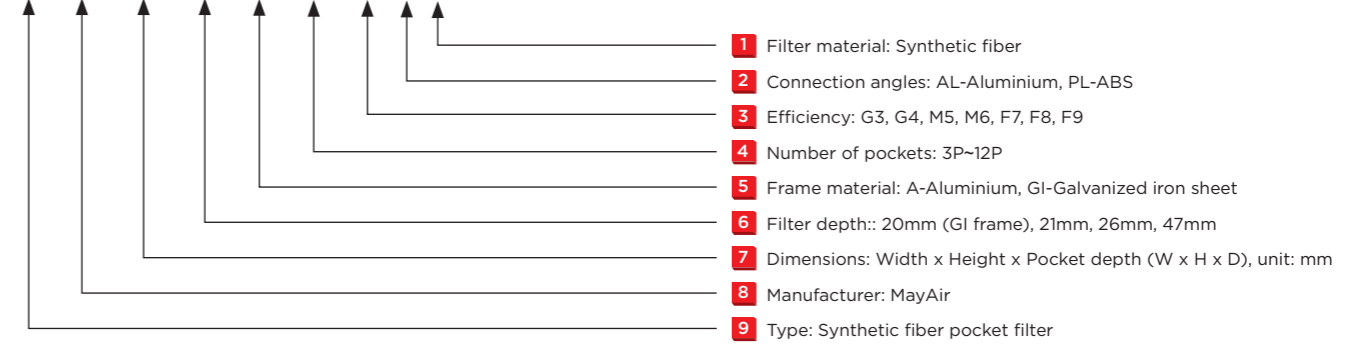 1 Filter material: Synthetic fiber
2 Connection angles: AL-Aluminium, PL-ABS
3 Efficiency: G3, G4, M5, M6, F7, F8, F9
4 Number of pockets: 3P~12P
5 Frame material: A-Aluminium, GI-Galvanized iron sheet
6 Filter depth:: 20mm (GI frame), 21mm, 26mm, 47mm
7 Dimensions: Width x Height x Pocket depth (W x H x D), unit: mm
8 Manufacturer: MayAir
9 Type: Synthetic fiber pocket filter